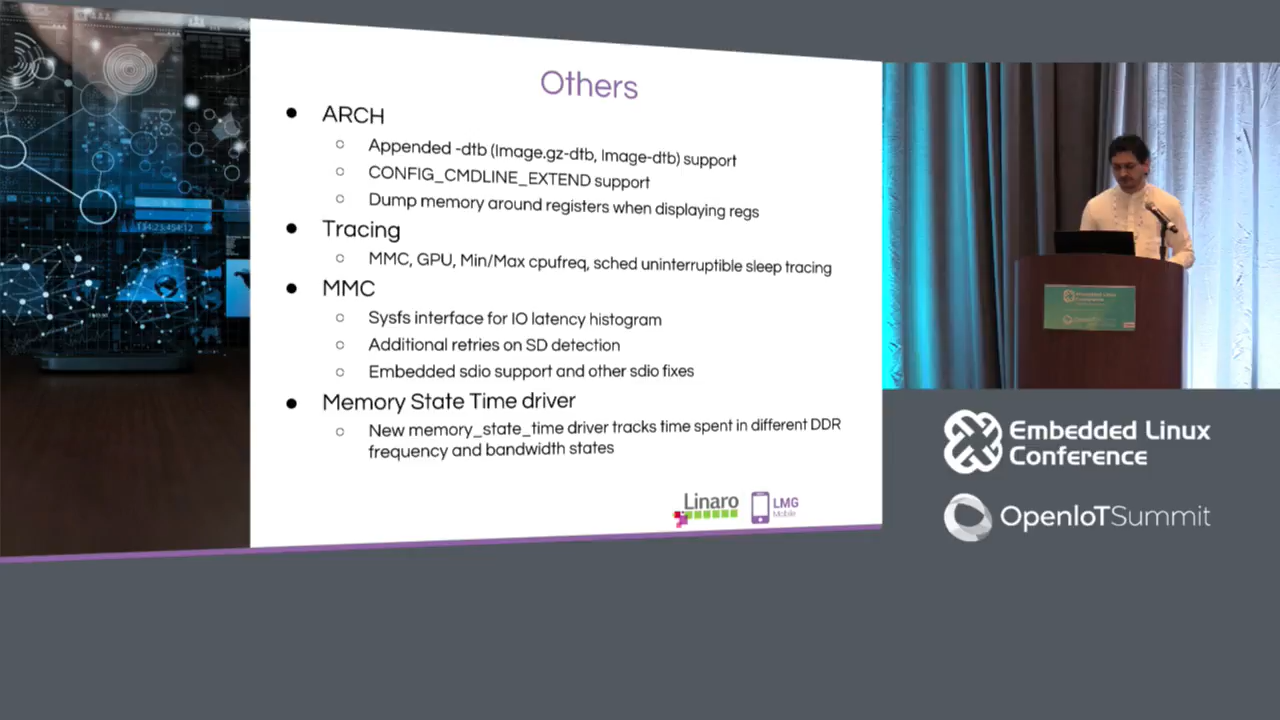 Others
● ARCH
○ Appended -dtb (Image.gz-dtb, Image-dtb) support
○ CONFIG_CMDLINE_EXTEND support
○ Dump memory around registers when displaying regs
● Tracing
○ MMC, GPU, Min/Max cpufreq, sched uninterruptible sleep tracing
● MMC
○ Sysfs interface for IO latency histogram
○ Additional retries on SD detection
○ Embedded sdio support and other sdio fixes
● Memory State Time driver
○ New memory_state_time driver tracks time spent in different DDR
frequency and bandwidth states
Linaro
LMG
Mobile
Embedded Linux
Conference
Embedded Linux
Conference
OpenIoTSummit